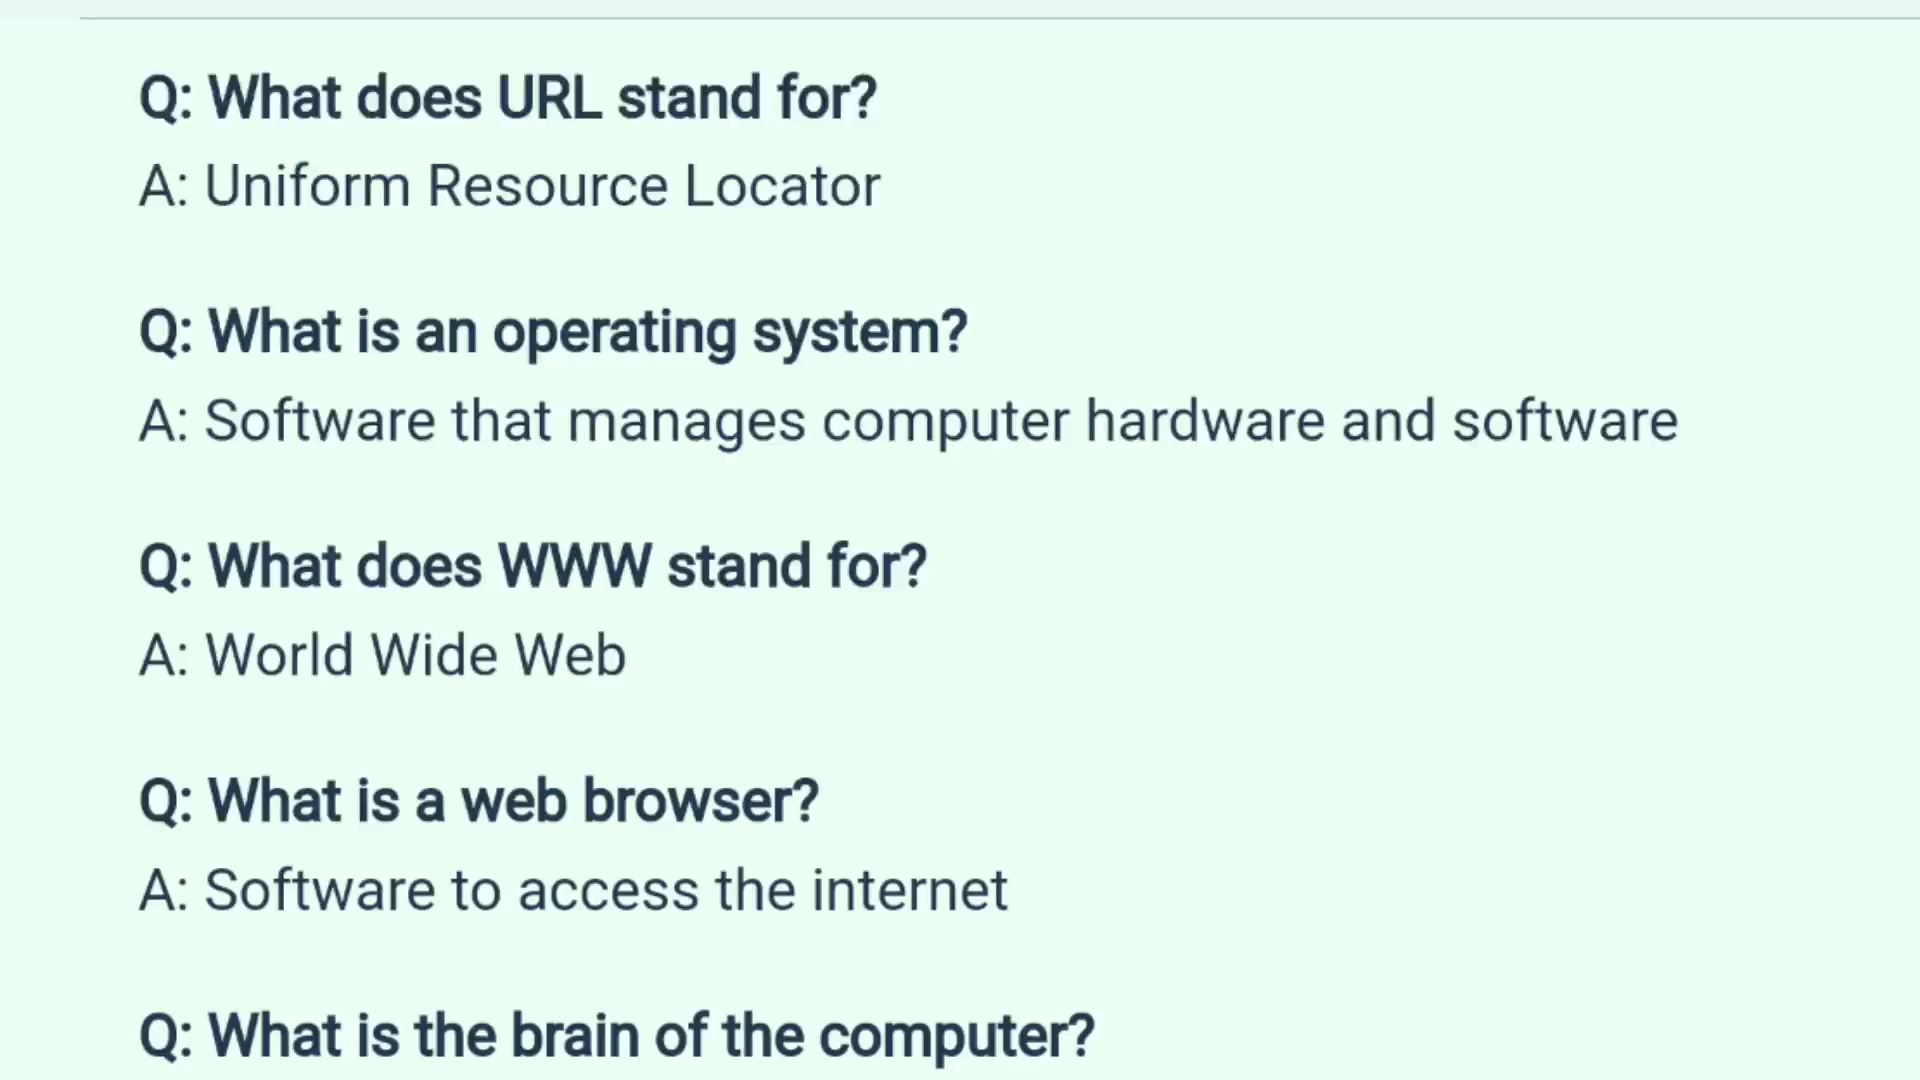 Q: What does URL stand for?
A: Uniform Resource Locator
Q: What is an operating system?
A: Software that manages computer hardware and software
Q: What does WWW stand for?
A: World Wide Web
Q: What is a web browser?
A: Software to access the internet
Q: What is the brain of the computer?